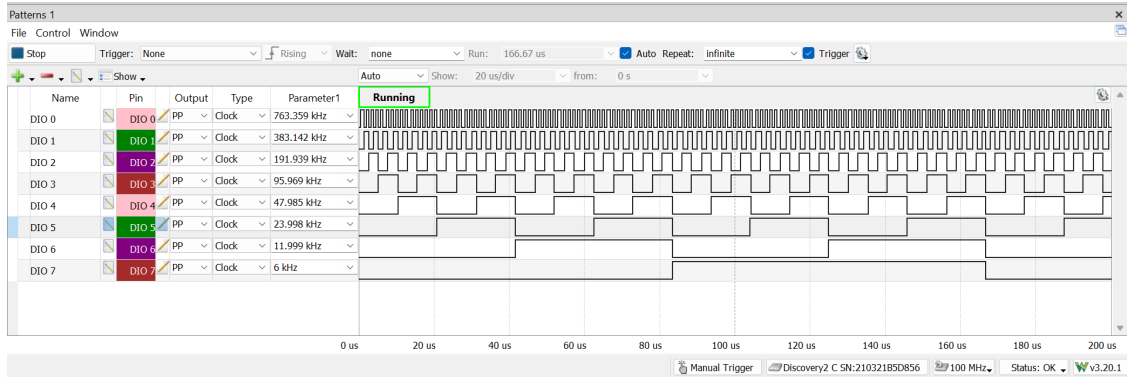 Patterns 1
File Control Window
Stop Trigger: None Rising Wait: none Run: 166.67 us Auto Repeat: infinite Trigger
Show Auto Show: 20 us/div from: 0 s
Name Pin Output Type Parameter1 Running
DIO 0 DIO 0 PP Clock 763.359 kHz
DIO 1 DIO 1 PP Clock 383.142 kHz
DIO 2 DIO 2 PP Clock 191.939 kHz
DIO 3 DIO 3 PP Clock 95.969 kHz
DIO 4 DIO 4 PP Clock 47.985 kHz
DIO 5 DIO 5 PP Clock 23.998 kHz
DIO 6 DIO 6 PP Clock 11.999 kHz
DIO 7 DIO 7 PP Clock 6 kHz
0 us 20 us 40 us 60 us 80 us 100 us 120 us 140 us 160 us 180 us 200 us
Manual Trigger Discovery2 C SN:210321B5D856 100 MHz Status: OK v3.20.1